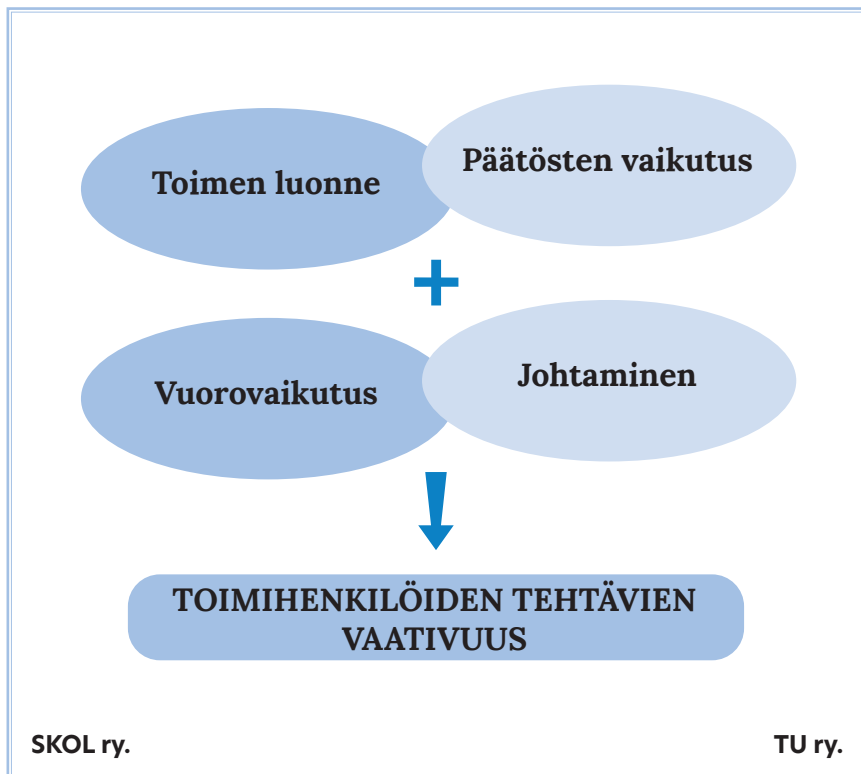 Toimen luonne
Päätösten vaikutus
Vuorovaikutus
Johtaminen
TOIMIHENKILÖIDEN TEHTÄVIEN
VAATIVUUS
SKOL ry.
TU ry.